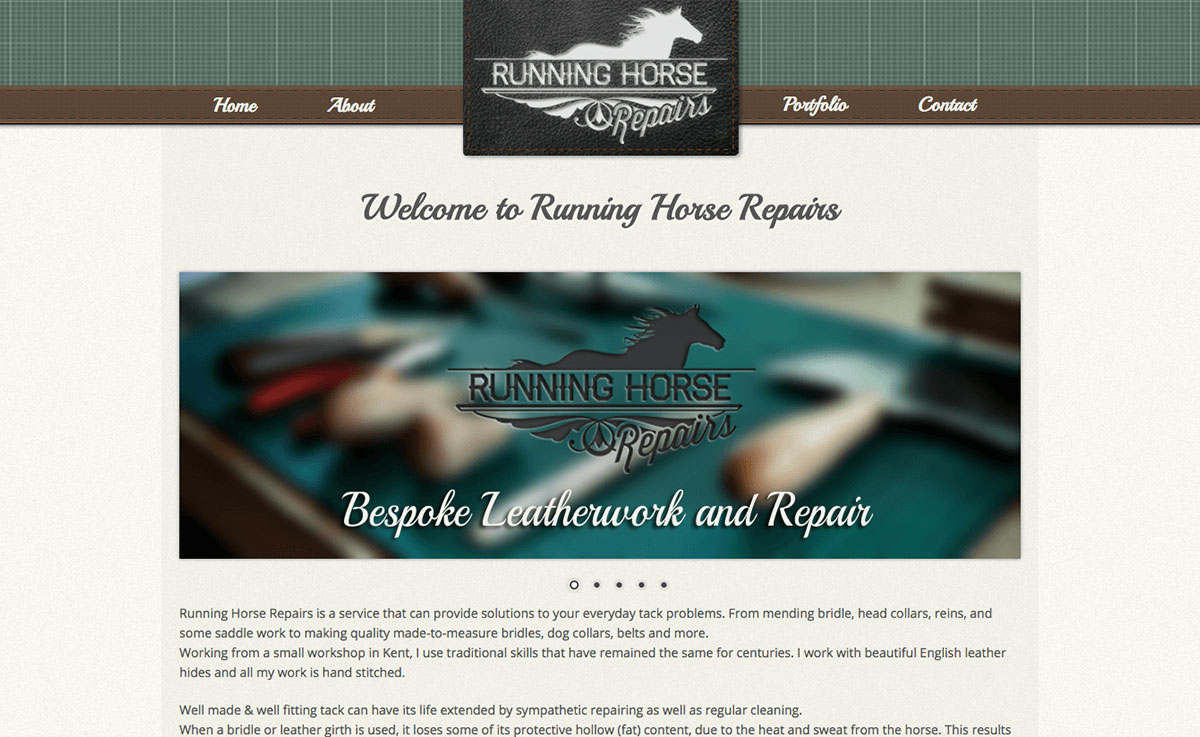 RUNNING HORSE
Repairs
Home About Portfolio Contact
Welcome to Running Horse Repairs
RUNNING HORSE
Repairs
Bespoke Leatherwork and Repair
Running Horse Repairs is a service that can provide solutions to your everyday tack problems. From mending bridle, head collars, reins, and
some saddle work to making quality made-to-measure bridles, dog collars, belts and more.
Working from a small workshop in Kent, I use traditional skills that have remained the same for centuries. I work with beautiful English leather
hides and all my work is hand stitched.
Well made & well fitting tack can have its life extended by sympathetic repairing as well as regular cleaning.
When a bridle or leather girth is used, it loses some of its protective hollow (fat) content, due to the heat and sweat from the horse. This results